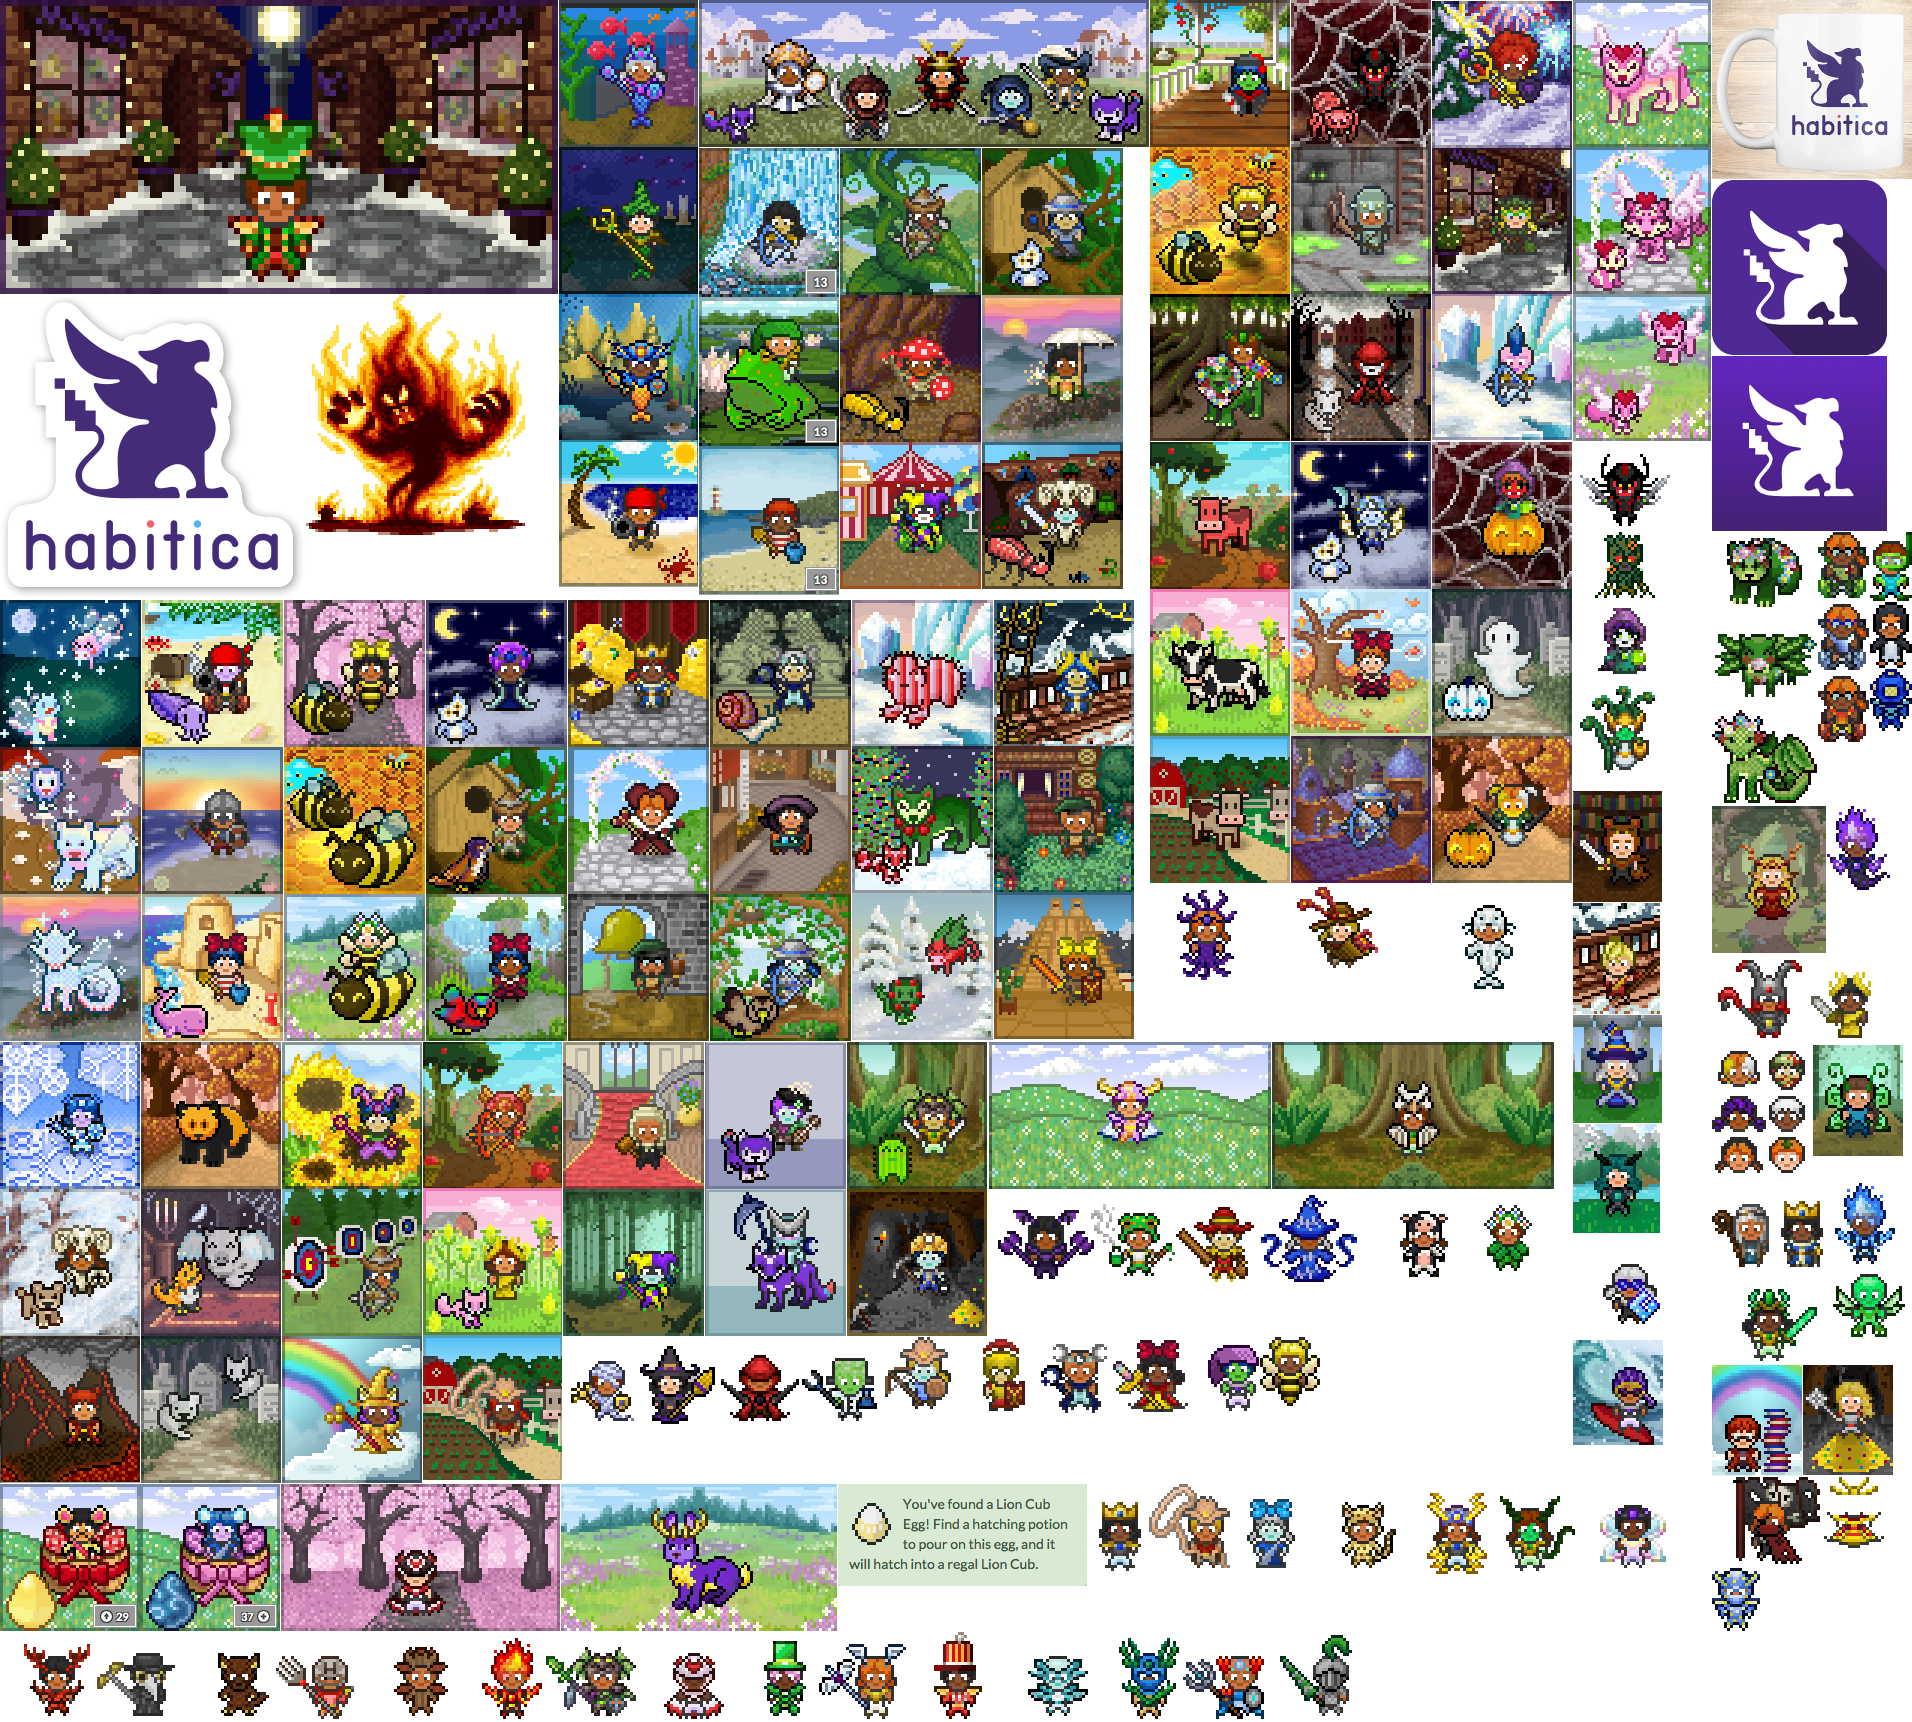 habitica
13
13
13
habitica
You've found a Lion Cub
Egg! Find a hatching potion
to pour on this egg, and it
will hatch into a regal Lion Cub.
29
37